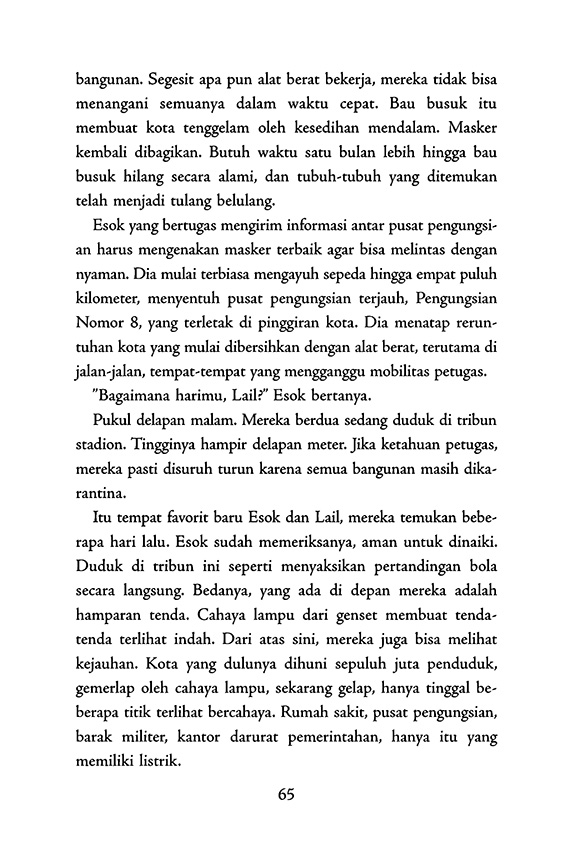 bangunan. Segesit apa pun alat berat bekerja, mereka tidak bisa
menangani semuanya dalam waktu cepat. Bau busuk itu
membuat kota tenggelam oleh kesedihan mendalam. Masker
kembali dibagikan. Butuh waktu satu bulan lebih hingga bau
busuk hilang secara alami, dan tubuh-tubuh yang ditemukan
telah menjadi tulang belulang.
Esok yang bertugas mengirim informasi antar pusat pengungsi-
an harus mengenakan masker terbaik agar bisa melintas dengan
nyaman. Dia mulai terbiasa mengayuh sepeda hingga empat puluh
kilometer, menyentuh pusat pengungsian terjauh, Pengungsian
Nomor 8, yang terletak di pinggiran kota. Dia menatap rerun-
tuhan kota yang mulai dibersihkan dengan alat berat, terutama di
jalan-jalan, tempat-tempat yang mengganggu mobilitas petugas.
"Bagaimana harimu, Lail?" Esok bertanya.
Pukul delapan malam. Mereka berdua sedang duduk di tribun
stadion. Tingginya hampir delapan meter. Jika ketahuan petugas,
mereka pasti disuruh turun karena semua bangunan masih dika-
rantina.
Itu tempat favorit baru Esok dan Lail, mereka temukan bebe-
rapa hari lalu. Esok sudah memeriksanya, aman untuk dinaiki.
Duduk di tribun ini seperti menyaksikan pertandingan bola
secara langsung. Bedanya, yang ada di depan mereka adalah
hamparan tenda. Cahaya lampu dari genset membuat tenda-
tenda terlihat indah. Dari atas sini, mereka juga bisa melihat
kejauhan. Kota yang dulunya dihuni sepuluh juta penduduk,
gemerlap oleh cahaya lampu, sekarang gelap, hanya tinggal be-
berapa titik terlihat bercahaya. Rumah sakit, pusat pengungsian,
barak militer, kantor darurat pemerintahan, hanya itu yang
memiliki listrik.
65